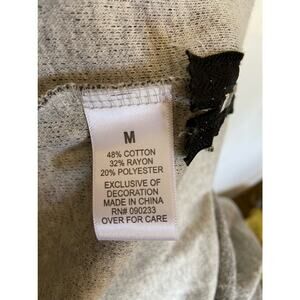 M
48% COTTON
32% RAYON
20% POLYESTER
EXCLUSIVE OF
DECORATION
MADE IN CHINA
RN# 090233
OVER FOR CARE